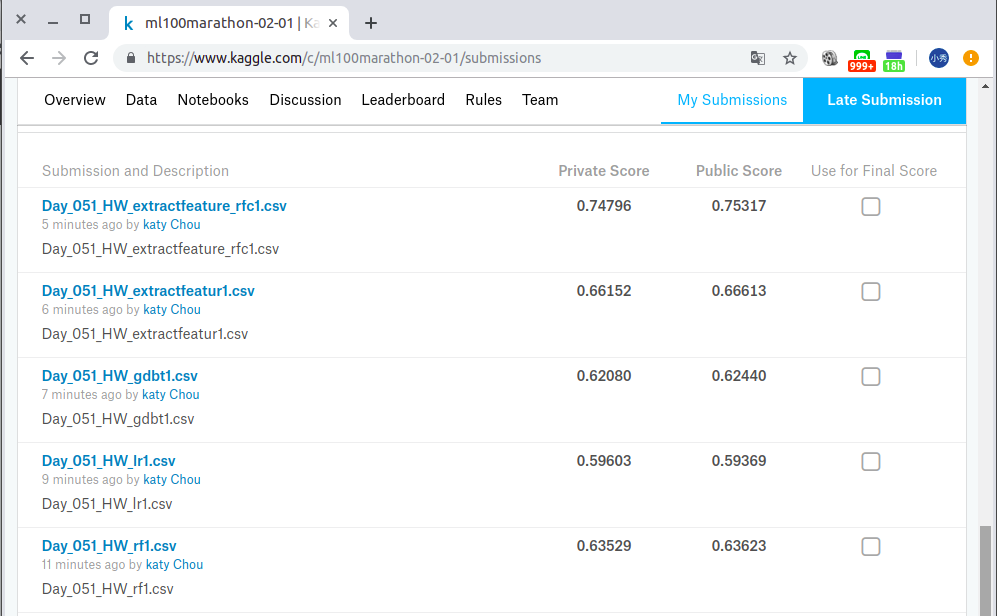 ml100marathon-02-01 | Ka
https://www.kaggle.com/c/ml100marathon-02-01/submissions
999+
18h
小秀
Overview Data Notebooks Discussion Leaderboard Rules Team My Submissions Late Submission
Submission and Description Private Score Public Score Use for Final Score
Day_051_HW_extractfeature_rfc1.csv 0.74796 0.75317
5 minutes ago by katy Chou
Day_051_HW_extractfeature_rfc1.csv
Day_051_HW_extractfeatur1.csv 0.66152 0.66613
6 minutes ago by katy Chou
Day_051_HW_extractfeatur1.csv
Day_051_HW_gdbt1.csv 0.62080 0.62440
7 minutes ago by katy Chou
Day_051_HW_gdbt1.csv
Day_051_HW_lr1.csv 0.59603 0.59369
9 minutes ago by katy Chou
Day_051_HW_lr1.csv
Day_051_HW_rf1.csv 0.63529 0.63623
11 minutes ago by katy Chou
Day_051_HW_rf1.csv